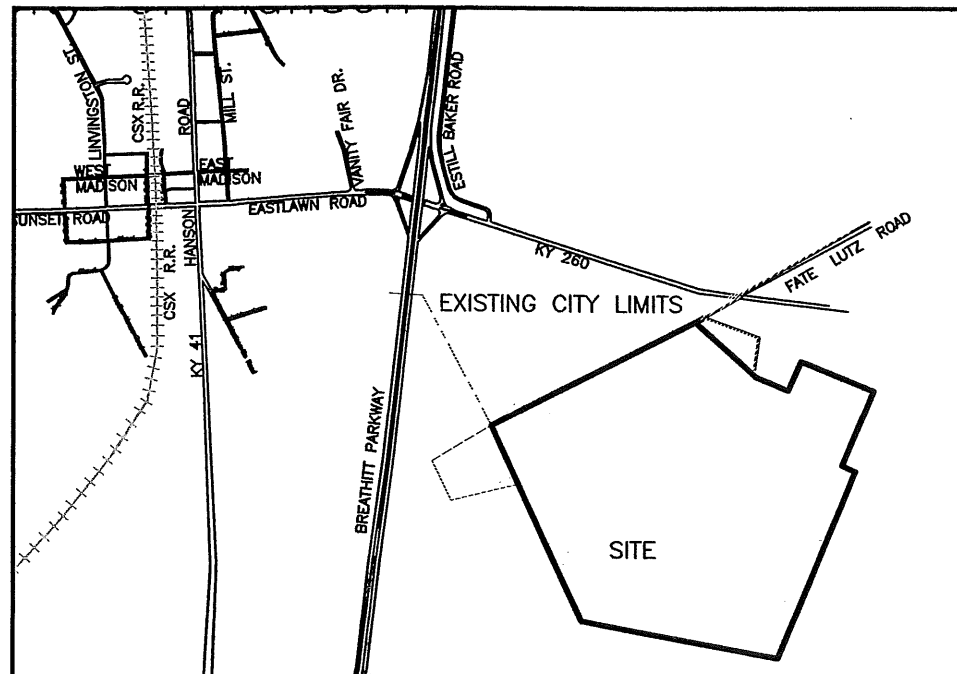 LINVINGSTON ST.
CSX R.R.
ROAD
MILL ST.
VANITY FAIR DR.
ESTILL BAKER ROAD
WEST
MADISON
EAST
MADISON
SUNSET ROAD
EASTLAWN ROAD
HANSON
CSX R.R.
KY 260
FATE LUTZ ROAD
EXISTING CITY LIMITS
KY 41
BREATHITT PARKWAY
SITE